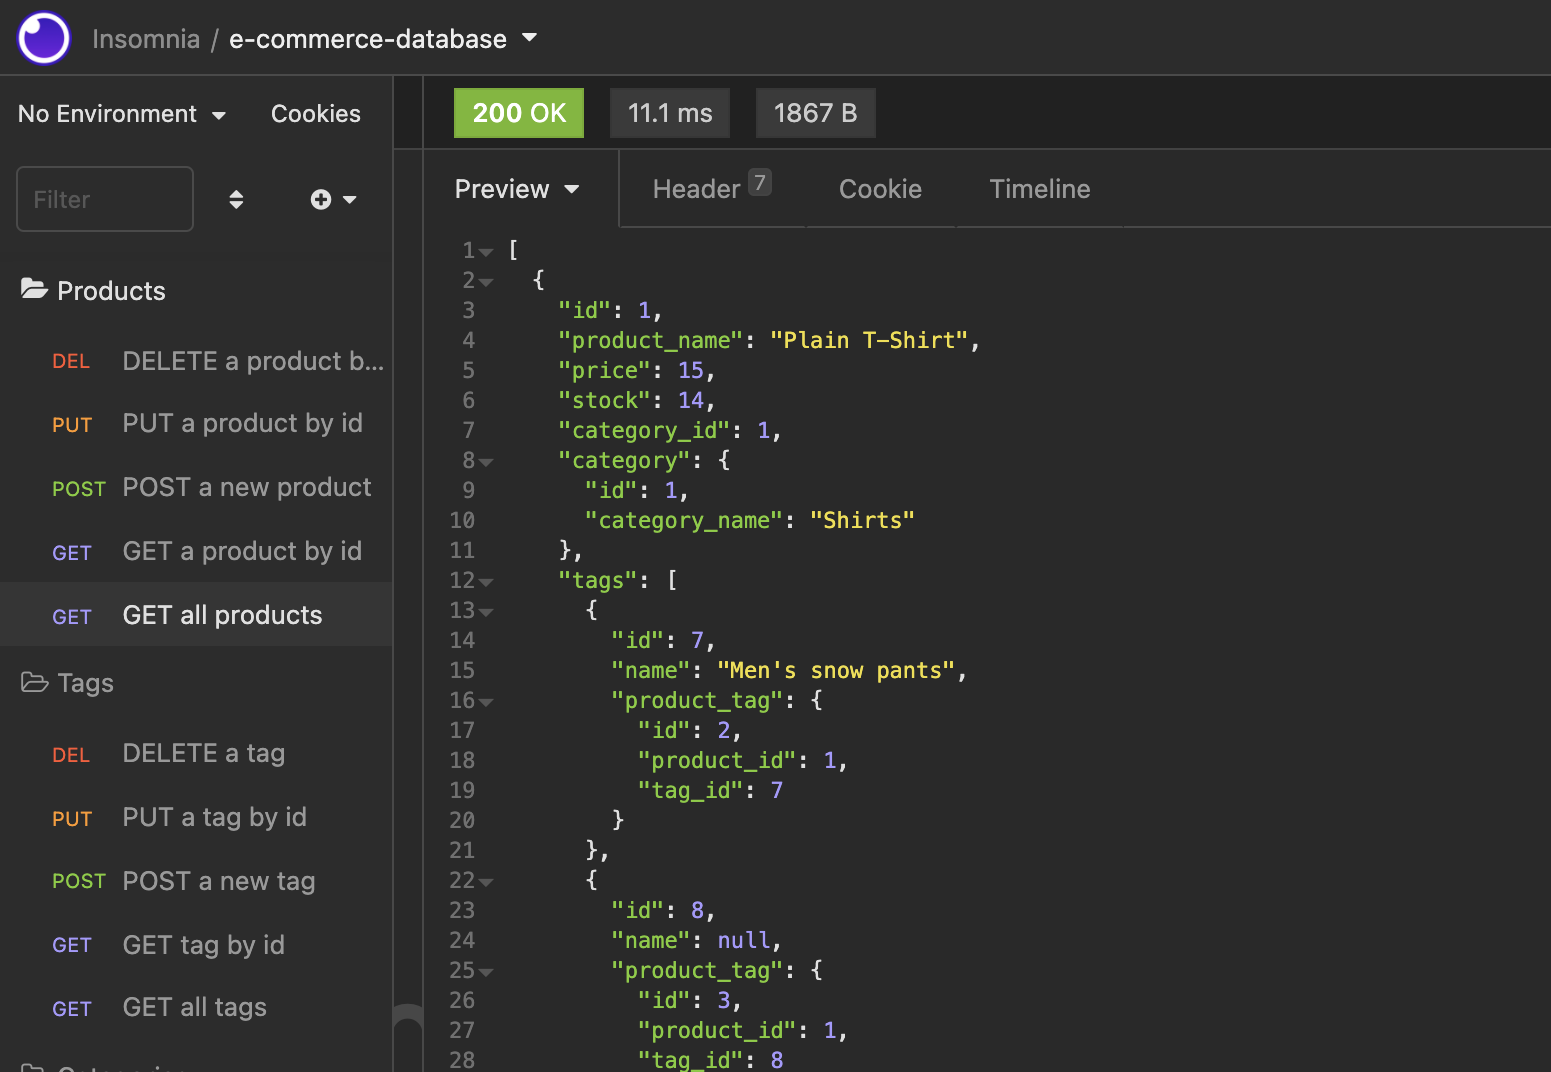 Insomnia / e-commerce-database
No Environment
Cookies
Filter
Products
DEL DELETE a product b...
PUT PUT a product by id
POST POST a new product
GET GET a product by id
GET GET all products
Tags
DEL DELETE a tag
PUT PUT a tag by id
POST POST a new tag
GET GET tag by id
GET GET all tags
200 OK
11.1 ms
1867 B
Preview
Header 7
Cookie
Timeline
1 [
2 {
3 "id": 1,
4 "product_name": "Plain T-Shirt",
5 "price": 15,
6 "stock": 14,
7 "category_id": 1,
8 "category": {
9 "id": 1,
10 "category_name": "Shirts"
11 },
12 "tags": [
13 {
14 "id": 7,
15 "name": "Men's snow pants",
16 "product_tag": {
17 "id": 2,
18 "product_id": 1,
19 "tag_id": 7
20 }
21 },
22 {
23 "id": 8,
24 "name": null,
25 "product_tag": {
26 "id": 3,
27 "product_id": 1,
28 "tag_id": 8